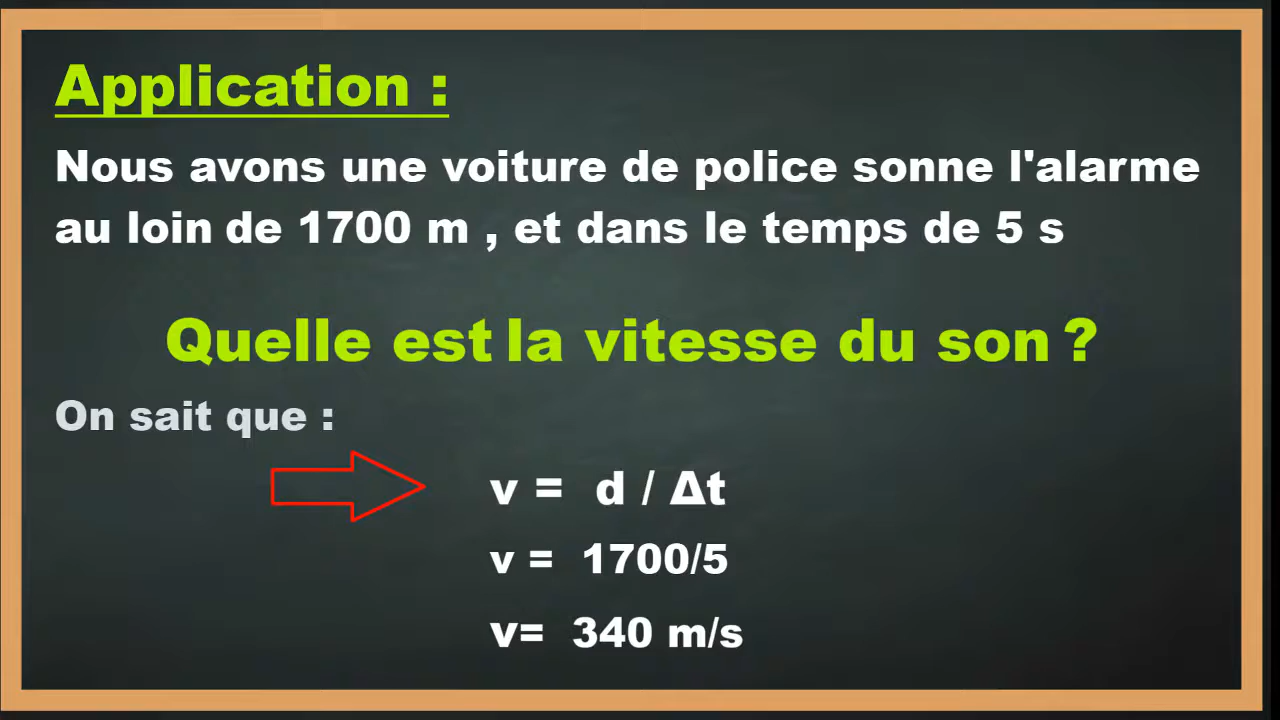 Application :
Nous avons une voiture de police sonne l'alarme
au loin de 1700 m , et dans le temps de 5 s
Quelle est la vitesse du son ?
On sait que :
v = d / Δt
v = 1700/5
v= 340 m/s